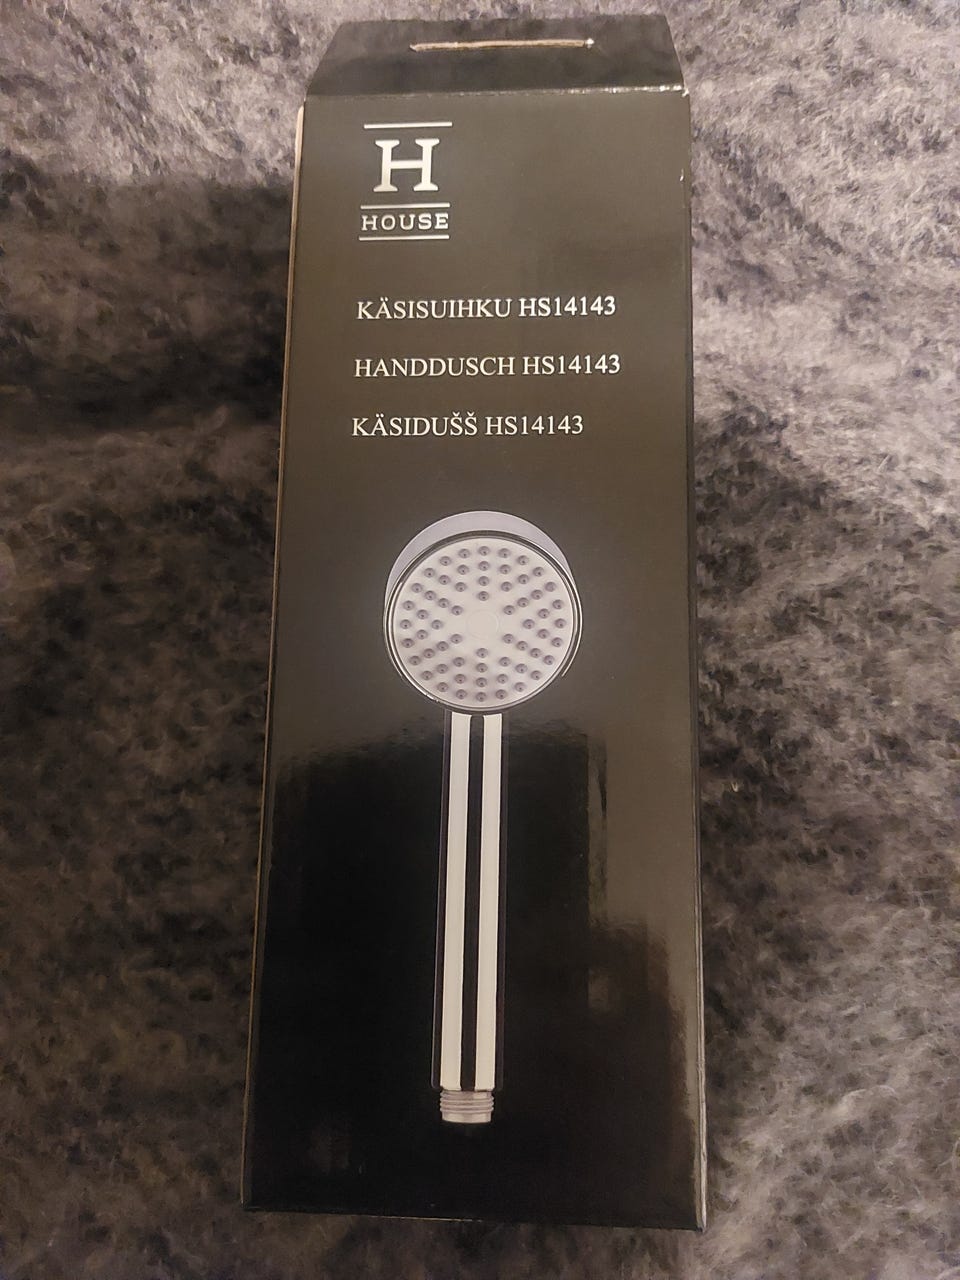 H
HOUSE
KÄSISUIHKU HS14143
HANDDUSCH HS14143
KÄSIDUŠŠ HS14143